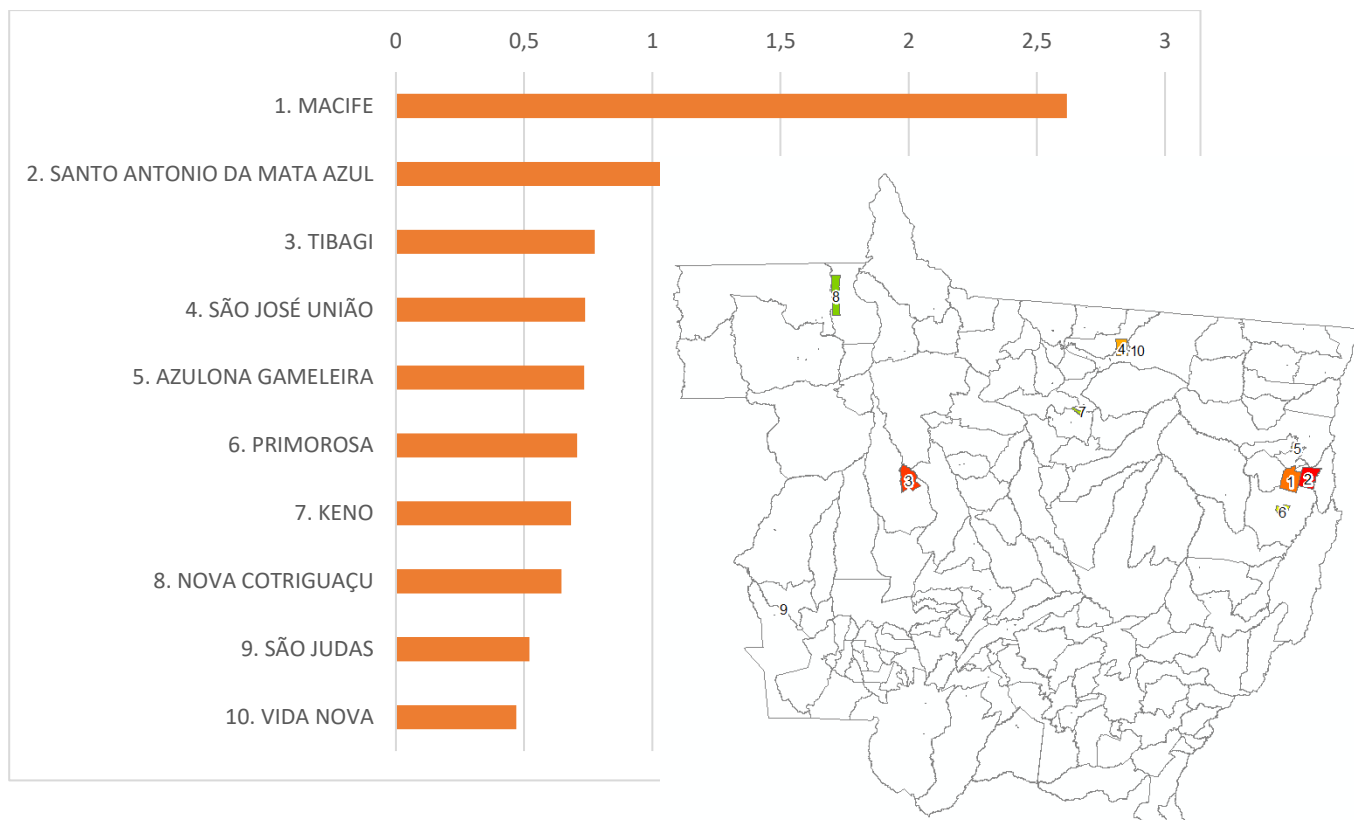 0 0,5 1 1,5 2 2,5 3
1. MACIFE
2. SANTO ANTONIO DA MATA AZUL
3. TIBAGI
4. SÃO JOSÉ UNIÃO
5. AZULONA GAMELEIRA
6. PRIMOROSA
7. KENO
8. NOVA COTRIGUAÇU
9. SÃO JUDAS
10. VIDA NOVA
8
4 10
7
5
3 1 2
6
9